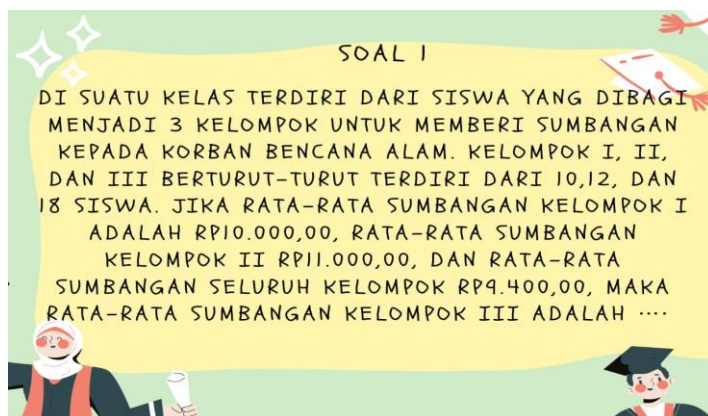 SOAL 1
DI SUATU KELAS TERDIRI DARI SISWA YANG DIBAGI
MENJADI 3 KELOMPOK UNTUK MEMBERI SUMBANGAN
KEPADA KORBAN BENCANA ALAM. KELOMPOK I, II,
DAN III BERTURUT-TURUT TERDIRI DARI 10,12, DAN
18 SISWA. JIKA RATA-RATA SUMBANGAN KELOMPOK I
ADALAH RP10.000,00, RATA-RATA SUMBANGAN
KELOMPOK II RP11.000,00, DAN RATA-RATA
SUMBANGAN SELURUH KELOMPOK RP9.400,00, MAKA
RATA-RATA SUMBANGAN KELOMPOK III ADALAH ....